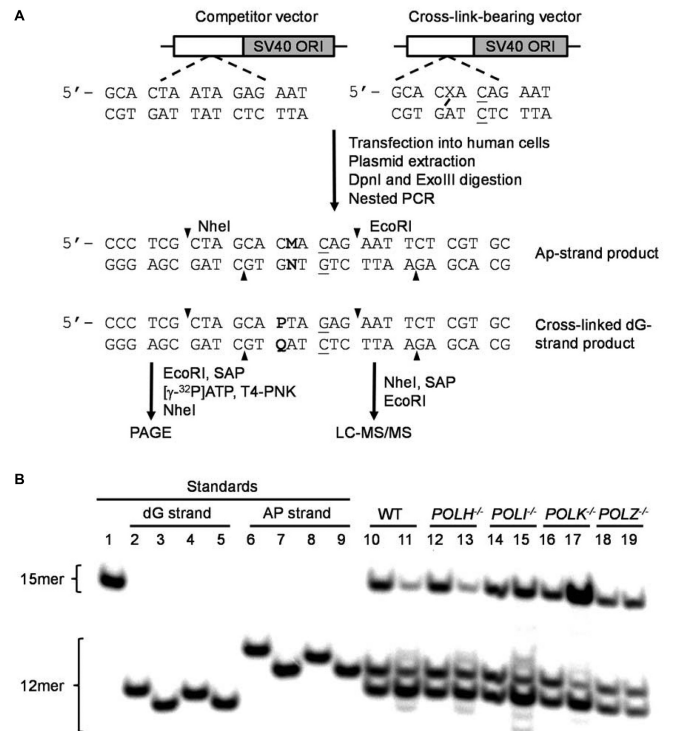 A
Competitor vector Cross-link-bearing vector
SV40 ORI SV40 ORI
5′- GCA CTA ATA GAG AAT 5′- GCA CXA CAG AAT
CGT GAT TAT CTC TTA CGT GAT CTC TTA
Transfection into human cells
Plasmid extraction
DpnI and ExoIII digestion
Nested PCR
NheI EcoRI
5′- CCC TCG CTA GCA CMA CAG AAT TCT CGT GC
GGG AGC GAT CGT GNT GTC TTA AGA GCA CG
Ap-strand product
5′- CCC TCG CTA GCA PTA GAG AAT TCT CGT GC
GGG AGC GAT CGT QAT CTC TTA AGA GCA CG
Cross-linked dG-
strand product
EcoRI, SAP
[γ-³²P]ATP, T4-PNK
NheI
PAGE
NheI, SAP
EcoRI
LC-MS/MS
B
Standards
dG strand AP strand WT POLH-/- POLI-/- POLK-/- POLZ-/-
1 2 3 4 5 6 7 8 9 10 11 12 13 14 15 16 17 18 19
15mer
12mer